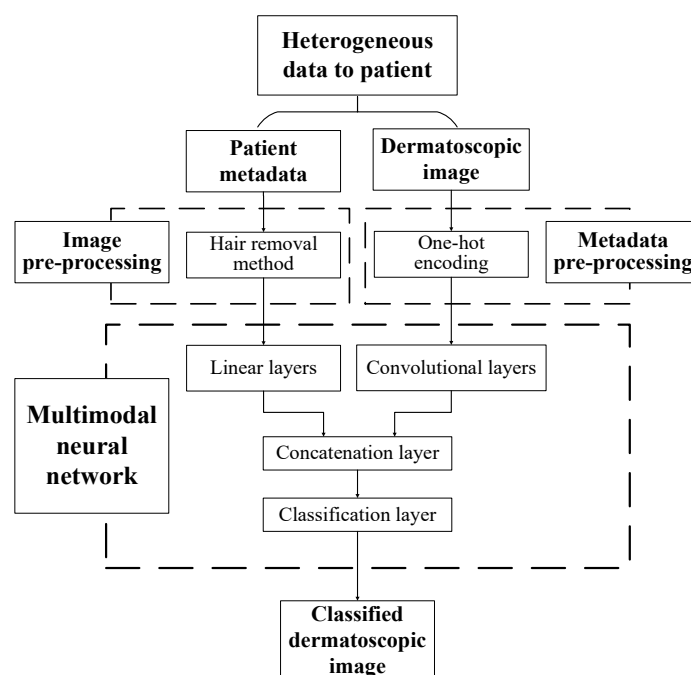 Heterogeneous
data to patient
Patient
metadata
Dermatoscopic
image
Image
pre-processing
Hair removal
method
One-hot
encoding
Metadata
pre-processing
Linear layers
Convolutional layers
Multimodal
neural
network
Concatenation layer
Classification layer
Classified
dermatoscopic
image